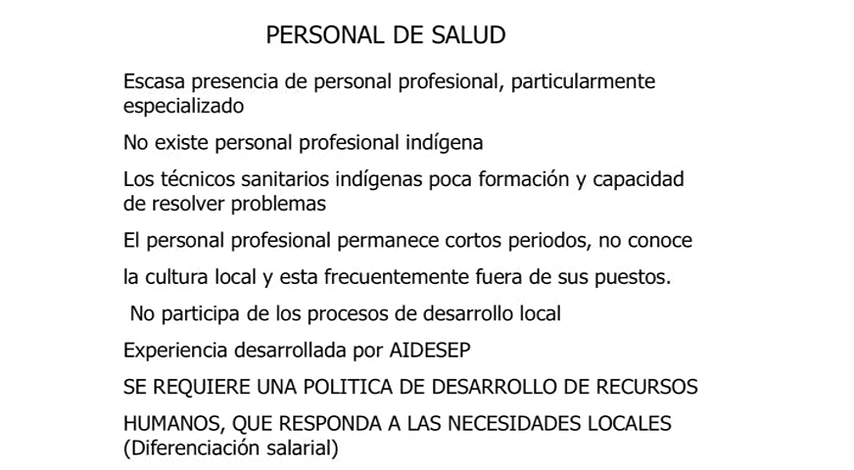 PERSONAL DE SALUD
Escasa presencia de personal profesional, particularmente
especializado
No existe personal profesional indígena
Los técnicos sanitarios indígenas poca formación y capacidad
de resolver problemas
El personal profesional permanece cortos periodos, no conoce
la cultura local y esta frecuentemente fuera de sus puestos.
No participa de los procesos de desarrollo local
Experiencia desarrollada por AIDESEP
SE REQUIERE UNA POLITICA DE DESARROLLO DE RECURSOS
HUMANOS, QUE RESPONDA A LAS NECESIDADES LOCALES
(Diferenciación salarial)